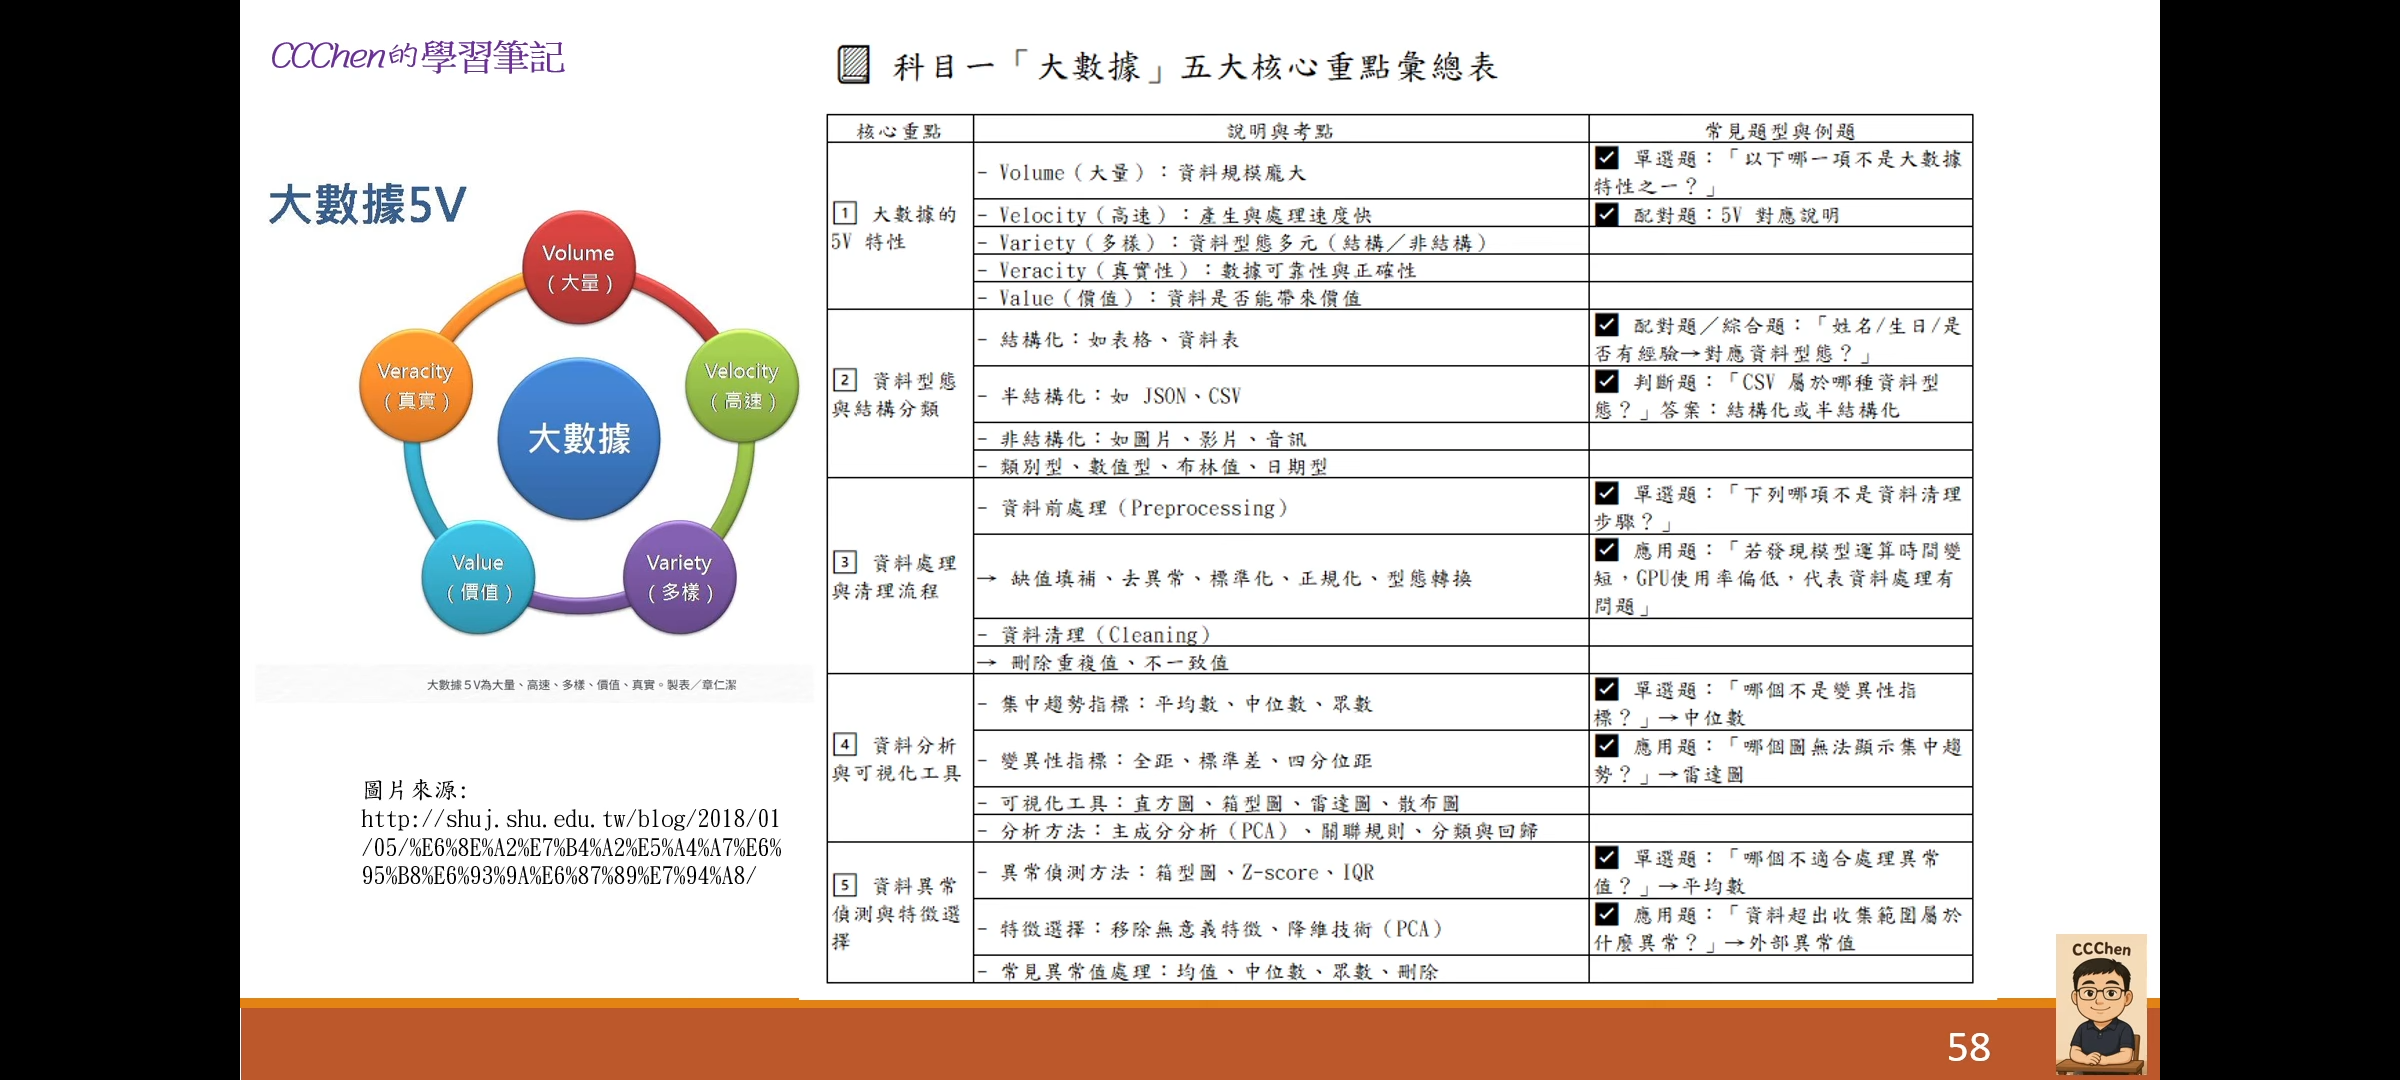 CCChen的學習筆記
大數據5V
Volume
（大量）
Velocity
（高速）
Variety
（多樣）
Value
（價值）
Veracity
（真實）
大數據
大數據５V為大量、高速、多樣、價值、真實。製表／章仁潔
圖片來源:
http://shuj.shu.edu.tw/blog/2018/01
/05/%E6%8E%A2%E7%B4%A2%E5%A4%A7%E6%
95%B8%E6%93%9A%E6%87%89%E7%94%A8/
科目一「大數據」五大核心重點彙總表
核心重點
說明與考點
常見題型與例題
1 大數據的
5V 特性
- Volume（大量）：資料規模龐大
☑ 單選題：「以下哪一項不是大數據
特性之一？」
- Velocity（高速）：產生與處理速度快
☑ 配對題：5V 對應說明
- Variety（多樣）：資料型態多元（結構／非結構）
- Veracity（真實性）：數據可靠性與正確性
- Value（價值）：資料是否能帶來價值
2 資料型態
與結構分類
- 結構化：如表格、資料表
☑ 配對題／綜合題：「姓名/生日/是
否有經驗→對應資料型態？」
- 半結構化：如 JSON、CSV
☑ 判斷題：「CSV 屬於哪種資料型
態？」答案：結構化或半結構化
- 非結構化：如圖片、影片、音訊
- 類別型、數值型、布林值、日期型
3 資料處理
與清理流程
- 資料前處理（Preprocessing）
☑ 單選題：「下列哪項不是資料清理
步驟？」
→ 缺值填補、去異常、標準化、正規化、型態轉換
☑ 應用題：「若發現模型運算時間變
短，GPU使用率偏低，代表資料處理有
問題」
- 資料清理（Cleaning）
→ 刪除重複值、不一致值
4 資料分析
與可視化工具
- 集中趨勢指標：平均數、中位數、眾數
☑ 單選題：「哪個不是變異性指
標？」→中位數
- 變異性指標：全距、標準差、四分位距
☑ 應用題：「哪個圖無法顯示集中趨
勢？」→雷達圖
- 可視化工具：直方圖、箱型圖、雷達圖、散布圖
- 分析方法：主成分分析（PCA）、關聯規則、分類與回歸
5 資料異常
偵測與特徵選
擇
- 異常偵測方法：箱型圖、Z-score、IQR
☑ 單選題：「哪個不適合處理異常
值？」→平均數
- 特徵選擇：移除無意義特徵、降維技術（PCA）
☑ 應用題：「資料超出收集範圍屬於
什麼異常？」→外部異常值
- 常見異常值處理：均值、中位數、眾數、刪除
CCChen
58